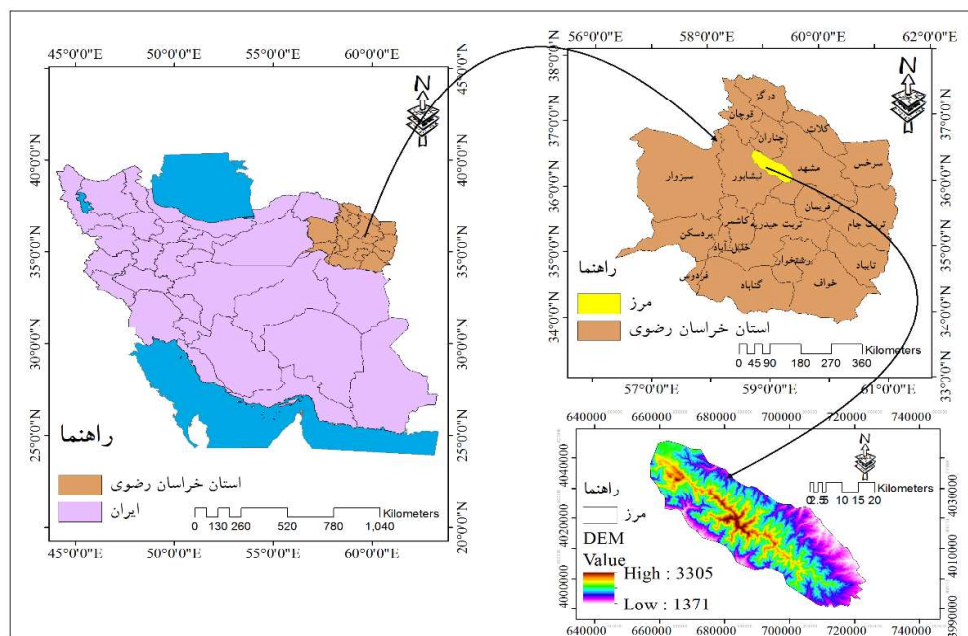 45°0'0"E 50°0'0"E 55°0'0"E 60°0'0"E
45°0'0"N
40°0'0"N
35°0'0"N
30°0'0"N
25°0'0"N
40°0'0"N
35°0'0"N
30°0'0"N
25°0'0"N
20°0'0"N
N
راهنما
استان خراسان رضوی
ایران
0 130 260 520 780 1,040 Kilometers
45°0'0"E 50°0'0"E 55°0'0"E 60°0'0"E
56°0'0"E 58°0'0"E 60°0'0"E 62°0'0"E
38°0'0"N
37°0'0"N
36°0'0"N
35°0'0"N
34°0'0"N
37°0'0"N
36°0'0"N
35°0'0"N
34°0'0"N
33°0'0"N
N
درگز
قوچان
کلات
چناران
سرخس
مشهد
سبزوار
نیشابور
فریمان
جام
تربت حیدریه
کاشمر
بردسکن
خلیل آباد
تایباد
رشتخوار
خواف
فردوس
گناباد
راهنما
مرز
استان خراسان رضوی
0 45 90 180 270 360 Kilometers
57°0'0"E 59°0'0"E 61°0'0"E
640000 660000 680000 700000 720000 740000
4040000
4020000
4000000
4030000
4010000
3990000
N
Kilometers
0 2.5 5 10 15 20
راهنما
مرز
DEM
Value
High : 3305
Low : 1371
640000 660000 680000 700000 720000 740000